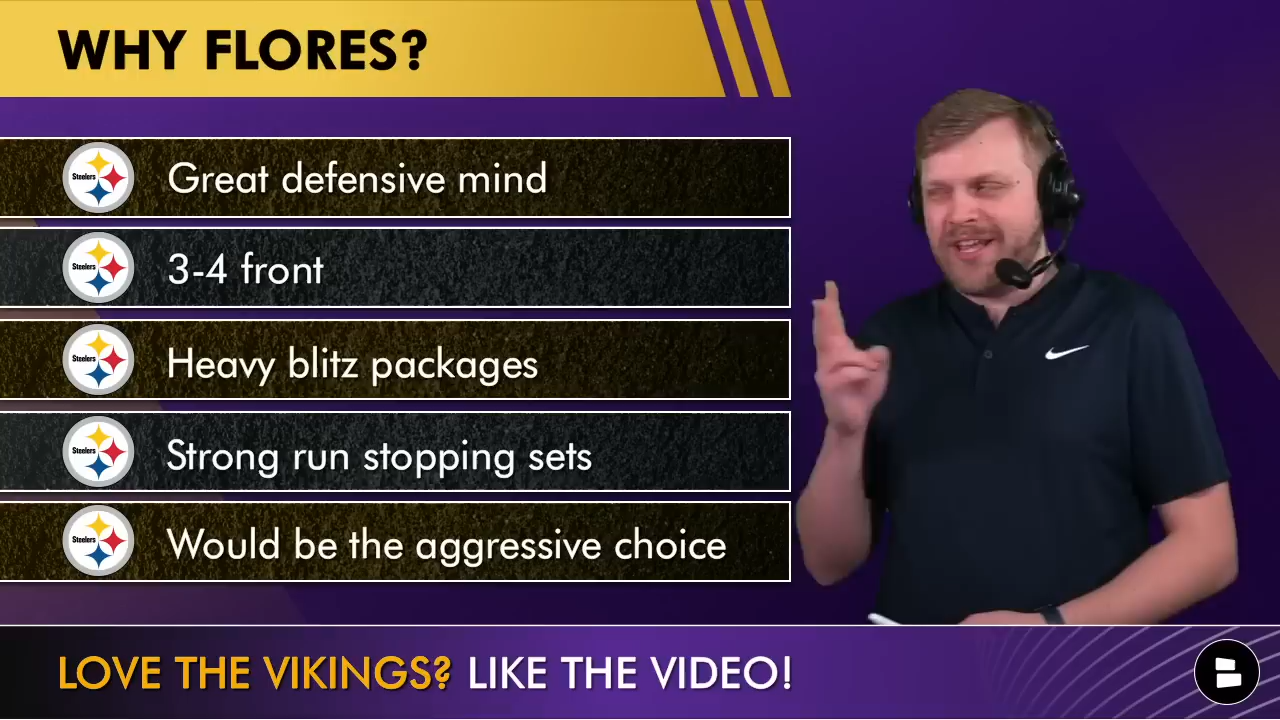 WHY FLORES?
Steelers Great defensive mind
Steelers 3-4 front
Steelers Heavy blitz packages
Steelers Strong run stopping sets
Steelers Would be the aggressive choice
LOVE THE VIKINGS? LIKE THE VIDEO!